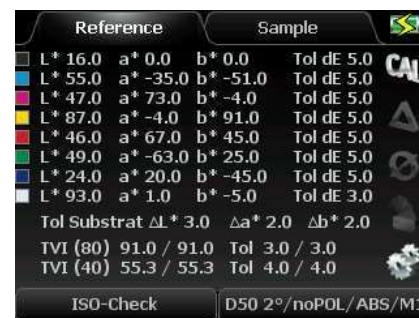 Reference Sample
L* 16.0 a* 0.0 b* 0.0 Tol dE 5.0
L* 55.0 a* -35.0 b* -51.0 Tol dE 5.0
L* 47.0 a* 73.0 b* -4.0 Tol dE 5.0
L* 87.0 a* -4.0 b* 91.0 Tol dE 5.0
L* 46.0 a* 67.0 b* 45.0 Tol dE 5.0
L* 49.0 a* -63.0 b* 25.0 Tol dE 5.0
L* 24.0 a* 20.0 b* -45.0 Tol dE 5.0
L* 93.0 a* 1.0 b* -5.0 Tol dE 3.0
Tol Substrat ΔL* 3.0 Δa* 2.0 Δb* 2.0
TVI (80) 91.0 / 91.0 Tol 3.0 / 3.0
TVI (40) 55.3 / 55.3 Tol 4.0 / 4.0
ISO-Check D50 2°/noPOL/ABS/M1
CAL